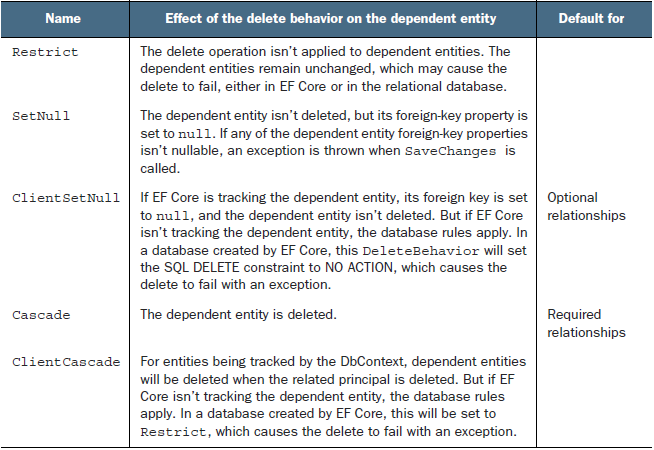 Name Effect of the delete behavior on the dependent entity Default for
Restrict The delete operation isn't applied to dependent entities. The
dependent entities remain unchanged, which may cause the
delete to fail, either in EF Core or in the relational database.
SetNull The dependent entity isn't deleted, but its foreign-key property is
set to null. If any of the dependent entity foreign-key properties
isn't nullable, an exception is thrown when SaveChanges is
called.
ClientSetNull If EF Core is tracking the dependent entity, its foreign key is set Optional
to null, and the dependent entity isn't deleted. But if EF Core relationships
isn't tracking the dependent entity, the database rules apply. In
a database created by EF Core, this DeleteBehavior will set
the SQL DELETE constraint to NO ACTION, which causes the
delete to fail with an exception.
Cascade The dependent entity is deleted. Required
relationships
ClientCascade For entities being tracked by the DbContext, dependent entities
will be deleted when the related principal is deleted. But if EF
Core isn't tracking the dependent entity, the database rules
apply. In a database created by EF Core, this will be set to
Restrict, which causes the delete to fail with an exception.